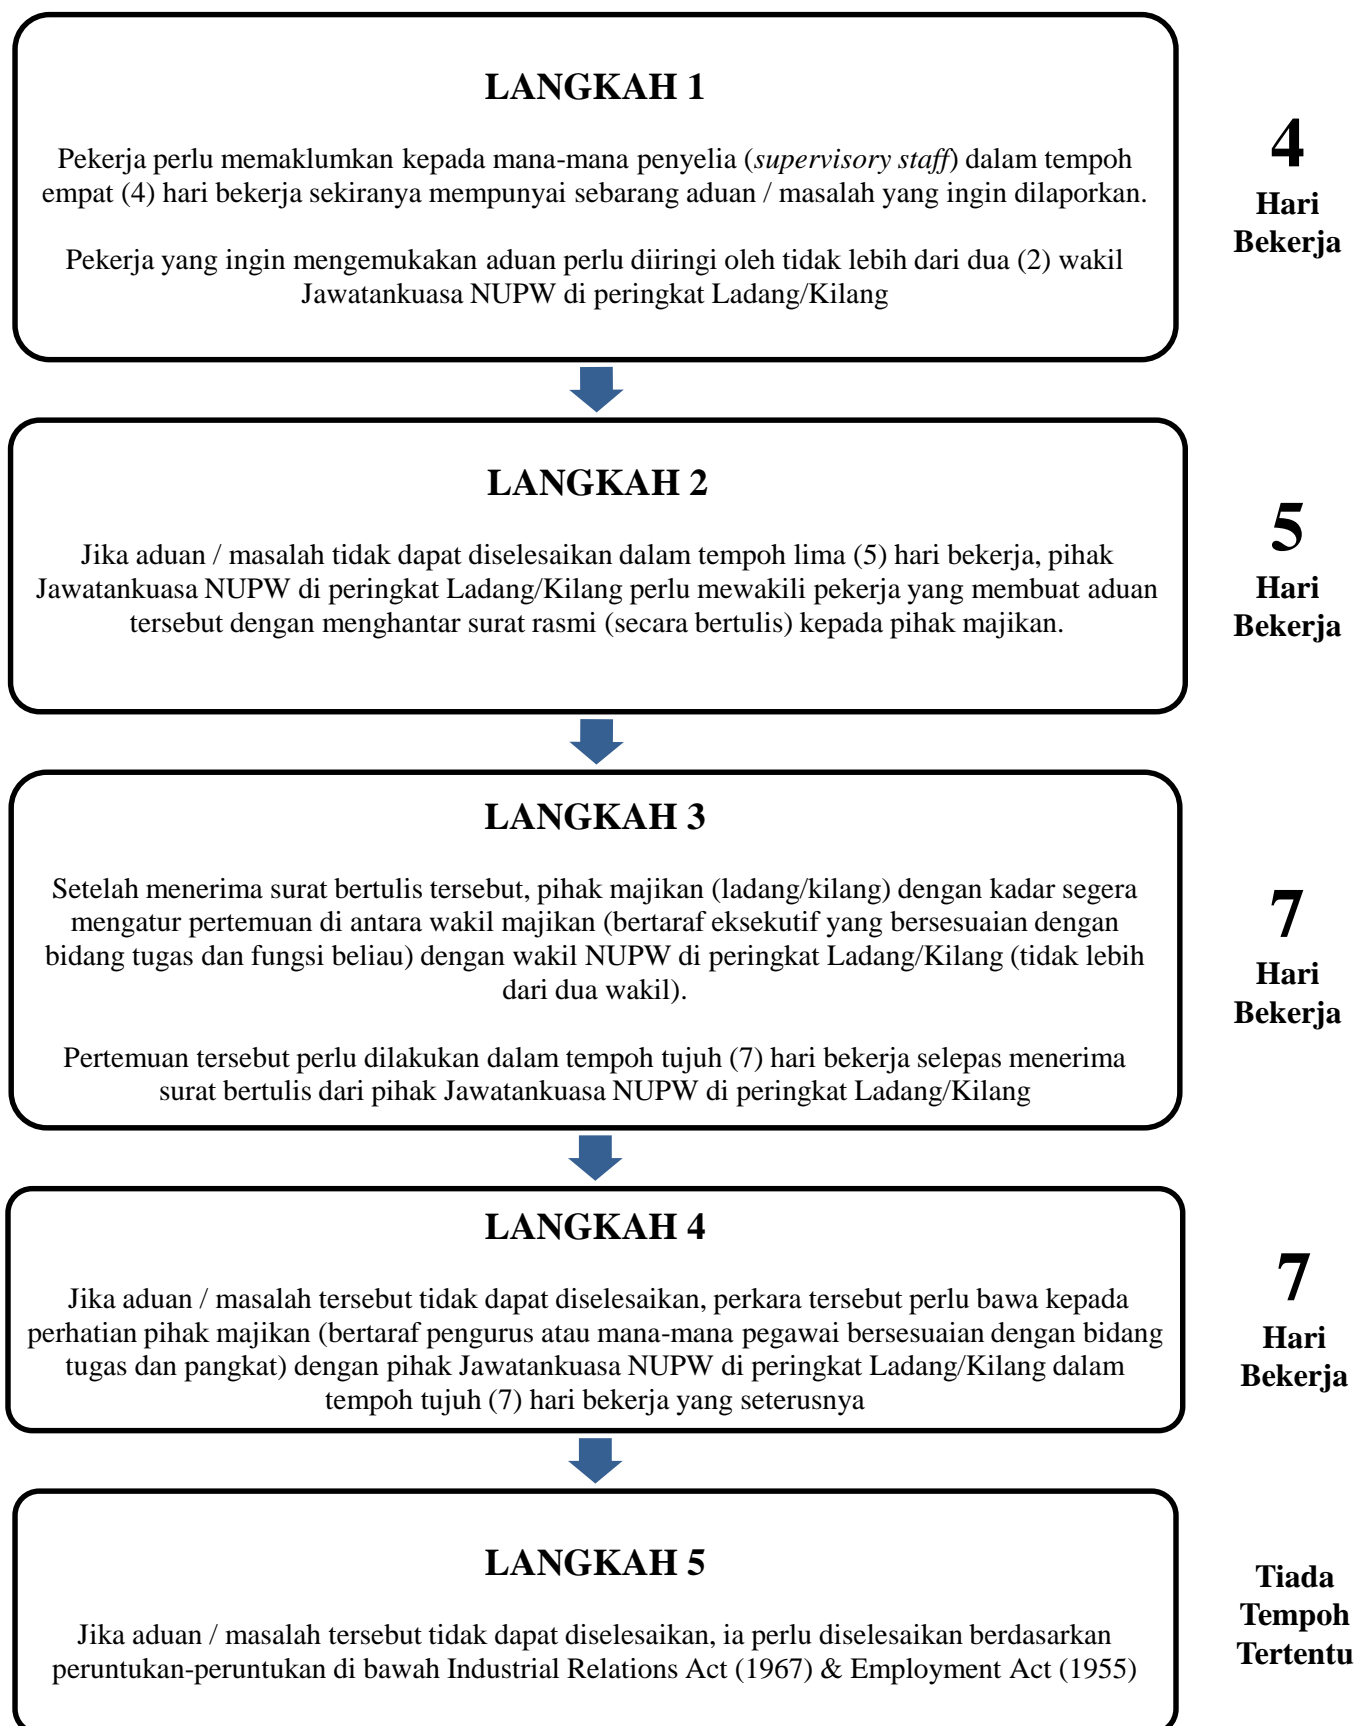 LANGKAH 1
Pekerja perlu memaklumkan kepada mana-mana penyelia (supervisory staff) dalam tempoh
empat (4) hari bekerja sekiranya mempunyai sebarang aduan / masalah yang ingin dilaporkan.
Pekerja yang ingin mengemukakan aduan perlu diiringi oleh tidak lebih dari dua (2) wakil
Jawatankuasa NUPW di peringkat Ladang/Kilang
4
Hari
Bekerja
LANGKAH 2
Jika aduan / masalah tidak dapat diselesaikan dalam tempoh lima (5) hari bekerja, pihak
Jawatankuasa NUPW di peringkat Ladang/Kilang perlu mewakili pekerja yang membuat aduan
tersebut dengan menghantar surat rasmi (secara bertulis) kepada pihak majikan.
5
Hari
Bekerja
LANGKAH 3
Setelah menerima surat bertulis tersebut, pihak majikan (ladang/kilang) dengan kadar segera
mengatur pertemuan di antara wakil majikan (bertaraf eksekutif yang bersesuaian dengan
bidang tugas dan fungsi beliau) dengan wakil NUPW di peringkat Ladang/Kilang (tidak lebih
dari dua wakil).
Pertemuan tersebut perlu dilakukan dalam tempoh tujuh (7) hari bekerja selepas menerima
surat bertulis dari pihak Jawatankuasa NUPW di peringkat Ladang/Kilang
7
Hari
Bekerja
LANGKAH 4
Jika aduan / masalah tersebut tidak dapat diselesaikan, perkara tersebut perlu bawa kepada
perhatian pihak majikan (bertaraf pengurus atau mana-mana pegawai bersesuaian dengan bidang
tugas dan pangkat) dengan pihak Jawatankuasa NUPW di peringkat Ladang/Kilang dalam
tempoh tujuh (7) hari bekerja yang seterusnya
7
Hari
Bekerja
LANGKAH 5
Jika aduan / masalah tersebut tidak dapat diselesaikan, ia perlu diselesaikan berdasarkan
peruntukan-peruntukan di bawah Industrial Relations Act (1967) & Employment Act (1955)
Tiada
Tempoh
Tertentu